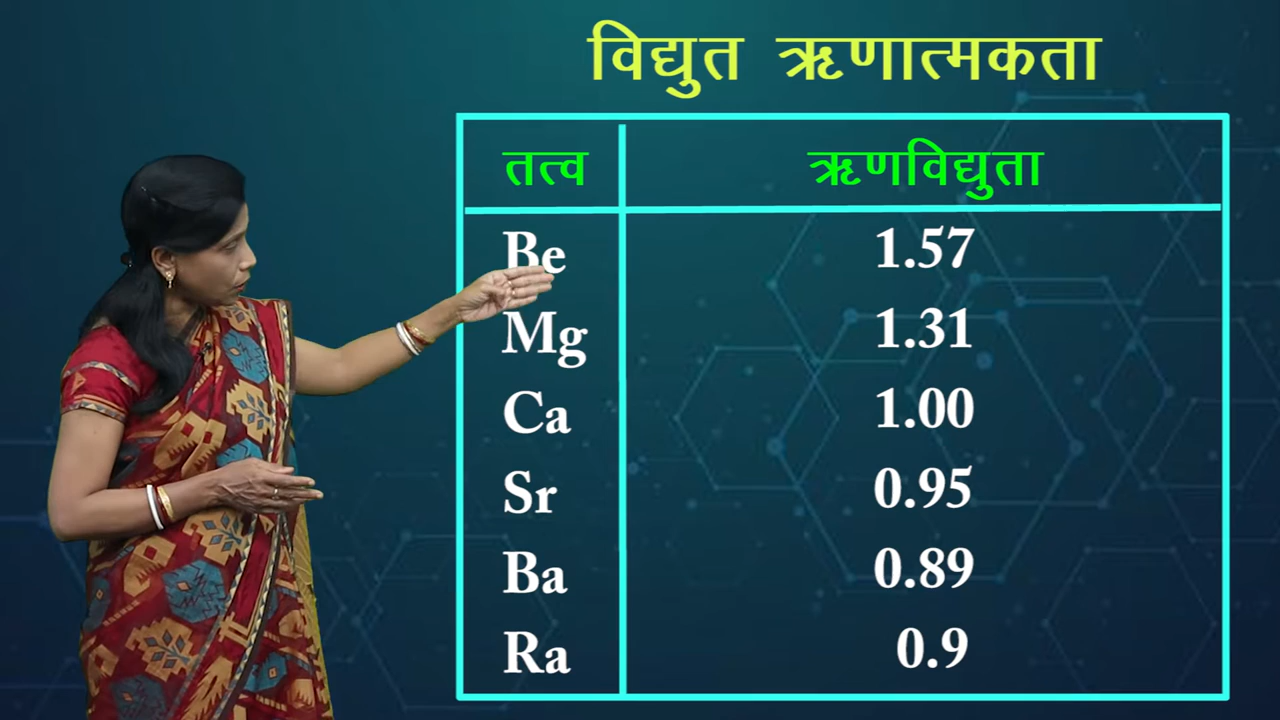 विद्युत ऋणात्मकता
तत्व ऋणविद्युता
Be 1.57
Mg 1.31
Ca 1.00
Sr 0.95
Ba 0.89
Ra 0.9